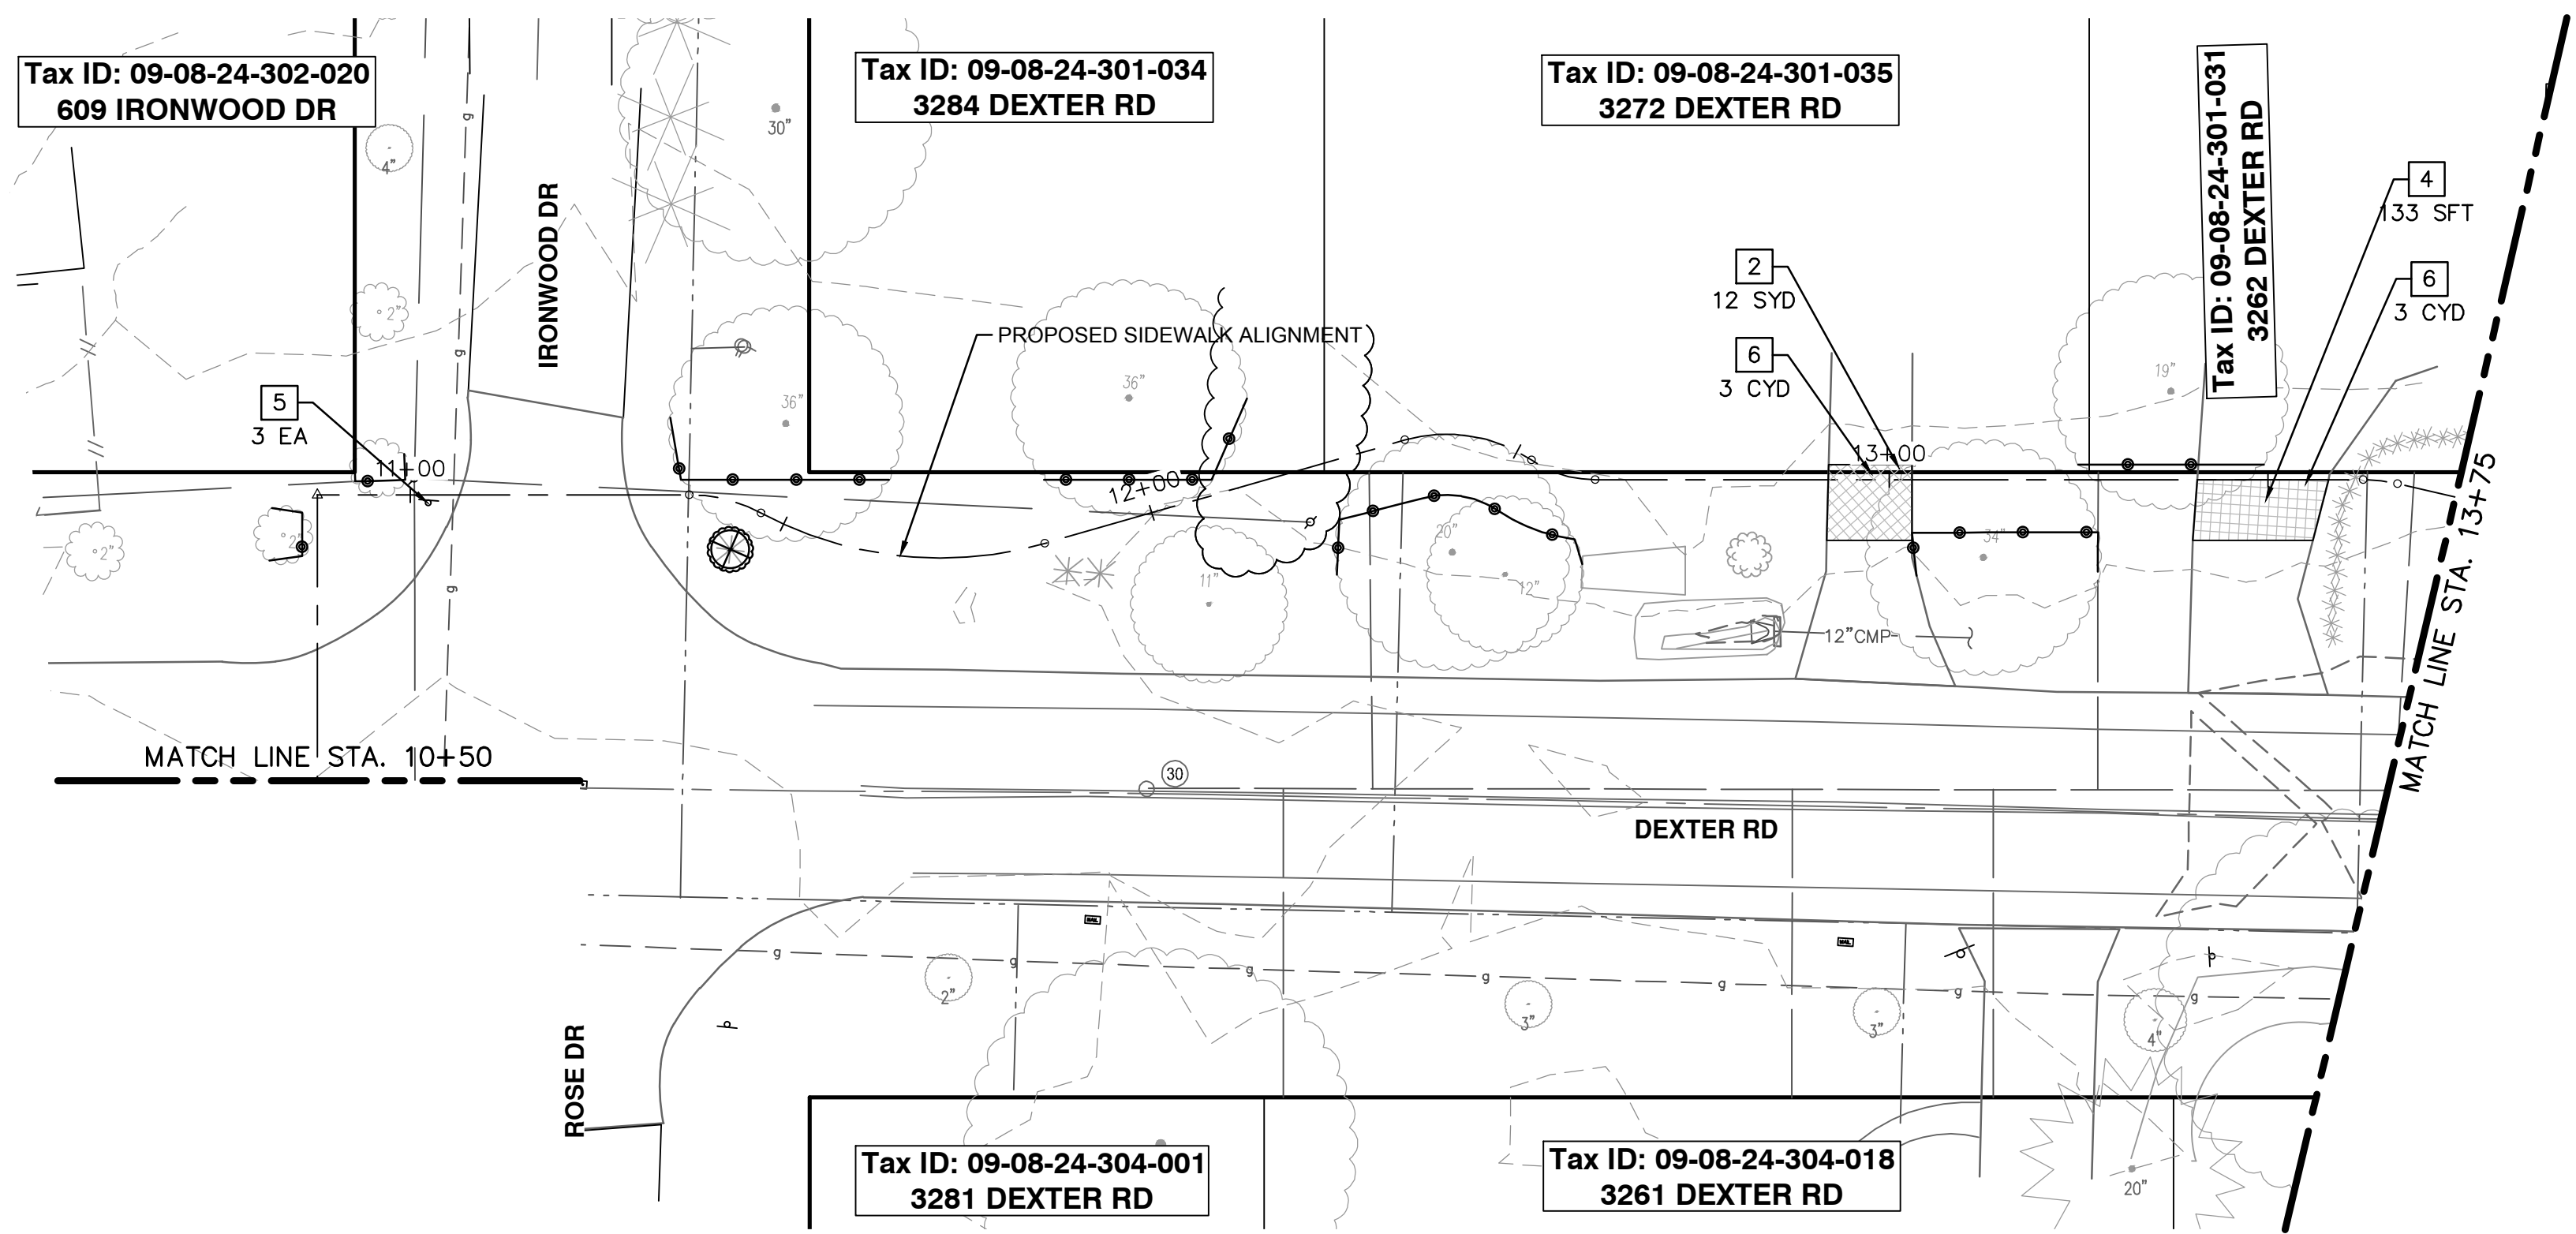 Tax ID: 09-08-24-302-020
609 IRONWOOD DR
Tax ID: 09-08-24-301-034
3284 DEXTER RD
Tax ID: 09-08-24-301-035
3272 DEXTER RD
Tax ID: 09-08-24-301-031
3262 DEXTER RD
4
133 SFT
6
3 CYD
2
12 SYD
6
3 CYD
30"
4"
2"
IRONWOOD DR
g
g
g
PROPOSED SIDEWALK ALIGNMENT
36"
36"
19"
5
3 EA
11+00
12+00
13+00
2"
2"
11"
20"
12"
34"
12"CMP
MATCH LINE STA. 13+75
MATCH LINE STA. 10+50
30
DEXTER RD
MAIL
MAIL
g
g
g
g
g
g
g
2"
3"
3"
4"
ROSE DR
Tax ID: 09-08-24-304-001
3281 DEXTER RD
Tax ID: 09-08-24-304-018
3261 DEXTER RD
20"